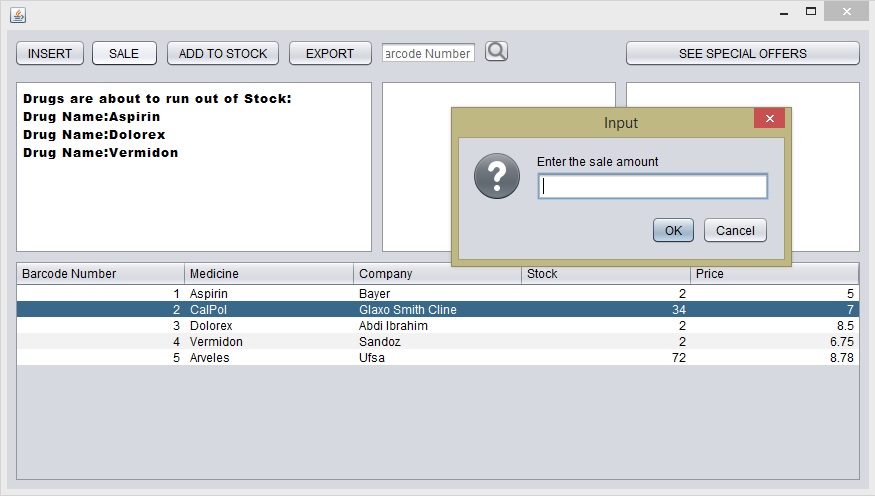 INSERT SALE ADD TO STOCK EXPORT arcode Number SEE SPECIAL OFFERS
Drugs are about to run out of Stock:
Drug Name:Aspirin
Drug Name:Dolorex
Drug Name:Vermidon
Input
Enter the sale amount
OK Cancel
Barcode Number Medicine Company Stock Price
1 Aspirin Bayer 2 5
2 CalPol Glaxo Smith Cline 34 7
3 Dolorex Abdi Ibrahim 2 8.5
4 Vermidon Sandoz 2 6.75
5 Arveles Ufsa 72 8.78